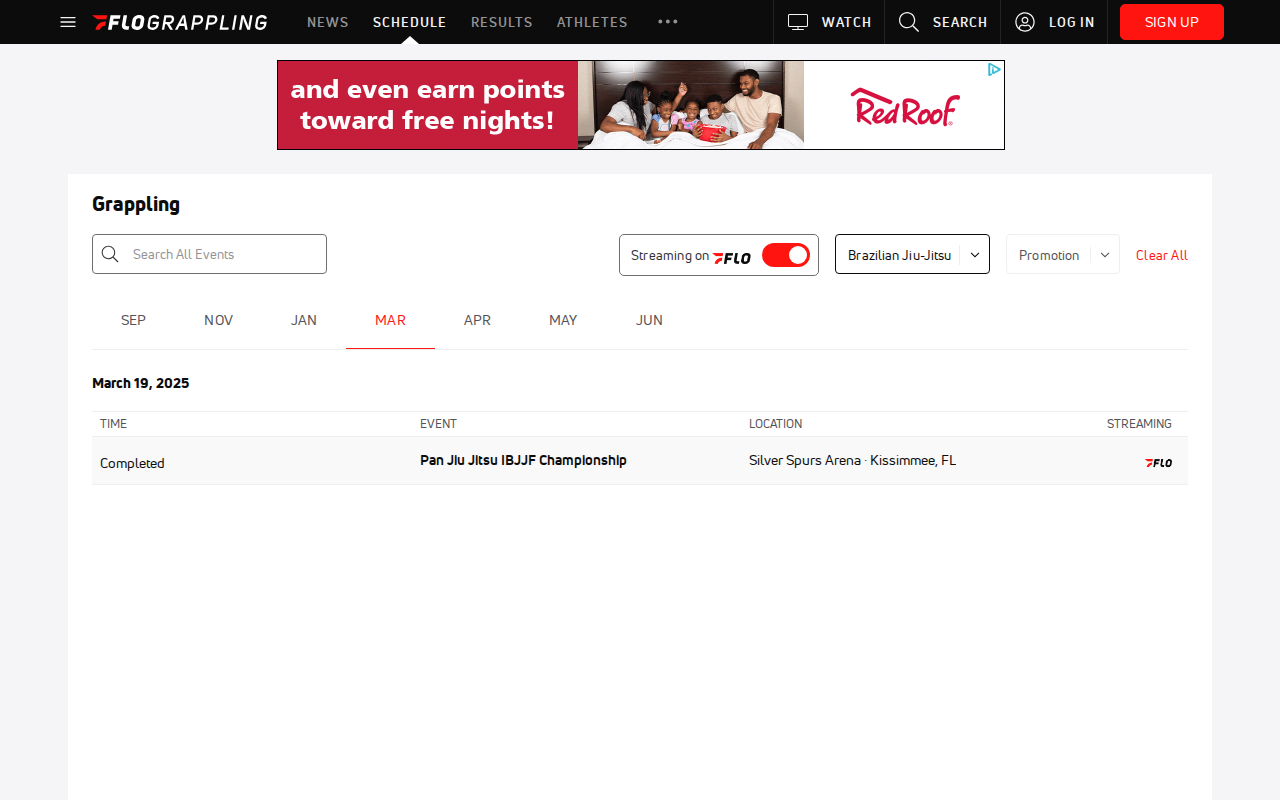 FLOGRAPPLING
NEWS
SCHEDULE
RESULTS
ATHLETES
WATCH
SEARCH
LOG IN
SIGN UP
and even earn points
toward free nights!
Red Roof
Grappling
Search All Events
Streaming on FLO
Brazilian Jiu-Jitsu
Promotion
Clear All
SEP
NOV
JAN
MAR
APR
MAY
JUN
March 19, 2025
TIME
EVENT
LOCATION
STREAMING
Completed
Pan Jiu Jitsu IBJJF Championship
Silver Spurs Arena · Kissimmee, FL
FLO